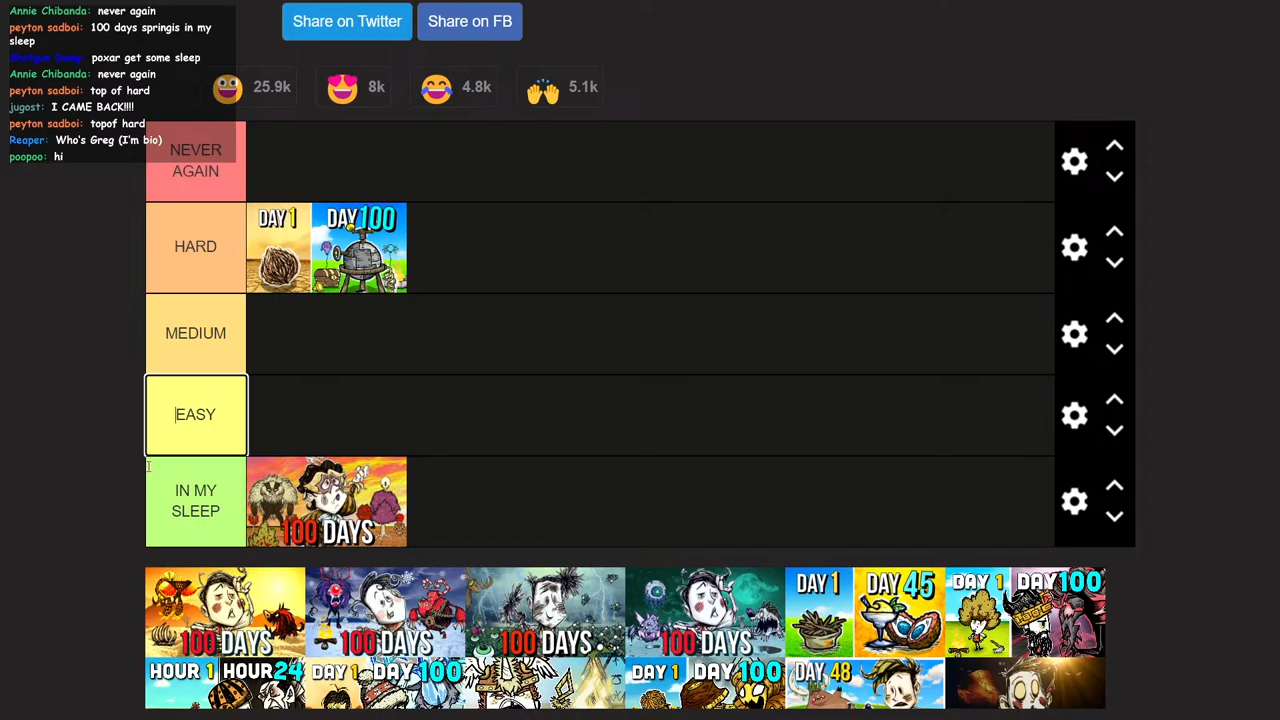 Annie Chibanda: never again
peyton sadboi: 100 days springis in my
sleep
Shotgun Dawg: poxar get some sleep
Annie Chibanda: never again
peyton sadboi: top of hard
jugost: I CAME BACK!!!!
peyton sadboi: topof hard
Reaper: Who's Greg (I'm bio)
poopoo: hi
Share on Twitter
Share on FB
25.9k
8k
4.8k
5.1k
NEVER
AGAIN
HARD
DAY 1
DAY 100
MEDIUM
EASY
IN MY
SLEEP
100 DAYS
100 DAYS
100 DAYS
100 DAYS
100 DAYS
DAY 1
DAY 45
DAY 1
DAY 100
HOUR 1
HOUR 24
DAY 1
DAY 100
DAY 1
DAY 100
DAY 48